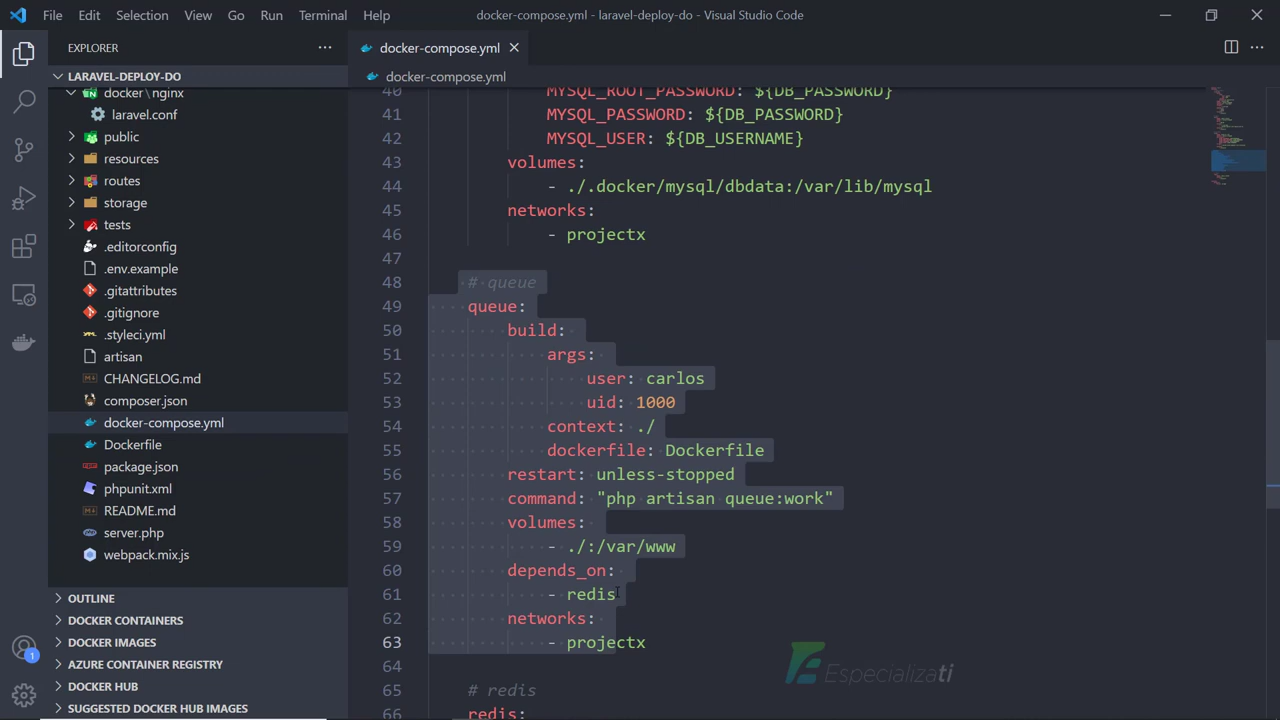 File Edit Selection View Go Run Terminal Help
docker-compose.yml - laravel-deploy-do - Visual Studio Code
EXPLORER
LARAVEL-DEPLOY-DO
docker \ nginx
laravel.conf
public
resources
routes
storage
tests
.editorconfig
.env.example
.gitattributes
.gitignore
.styleci.yml
artisan
CHANGELOG.md
composer.json
docker-compose.yml
Dockerfile
package.json
phpunit.xml
README.md
server.php
webpack.mix.js
OUTLINE
DOCKER CONTAINERS
DOCKER IMAGES
AZURE CONTAINER REGISTRY
DOCKER HUB
SUGGESTED DOCKER HUB IMAGES
1
docker-compose.yml
docker-compose.yml
40 MYSQL_ROOT_PASSWORD: ${DB_PASSWORD}
41 MYSQL_PASSWORD: ${DB_PASSWORD}
42 MYSQL_USER: ${DB_USERNAME}
43 volumes:
44 - ./.docker/mysql/dbdata:/var/lib/mysql
45 networks:
46 - projectx
47
48 # queue
49 queue:
50 build:
51 args:
52 user: carlos
53 uid: 1000
54 context: ./
55 dockerfile: Dockerfile
56 restart: unless-stopped
57 command: "php artisan queue:work"
58 volumes:
59 - ./:/var/www
60 depends_on:
61 - redis
62 networks:
63 - projectx
64
65 # redis
66 redis:
Especializati